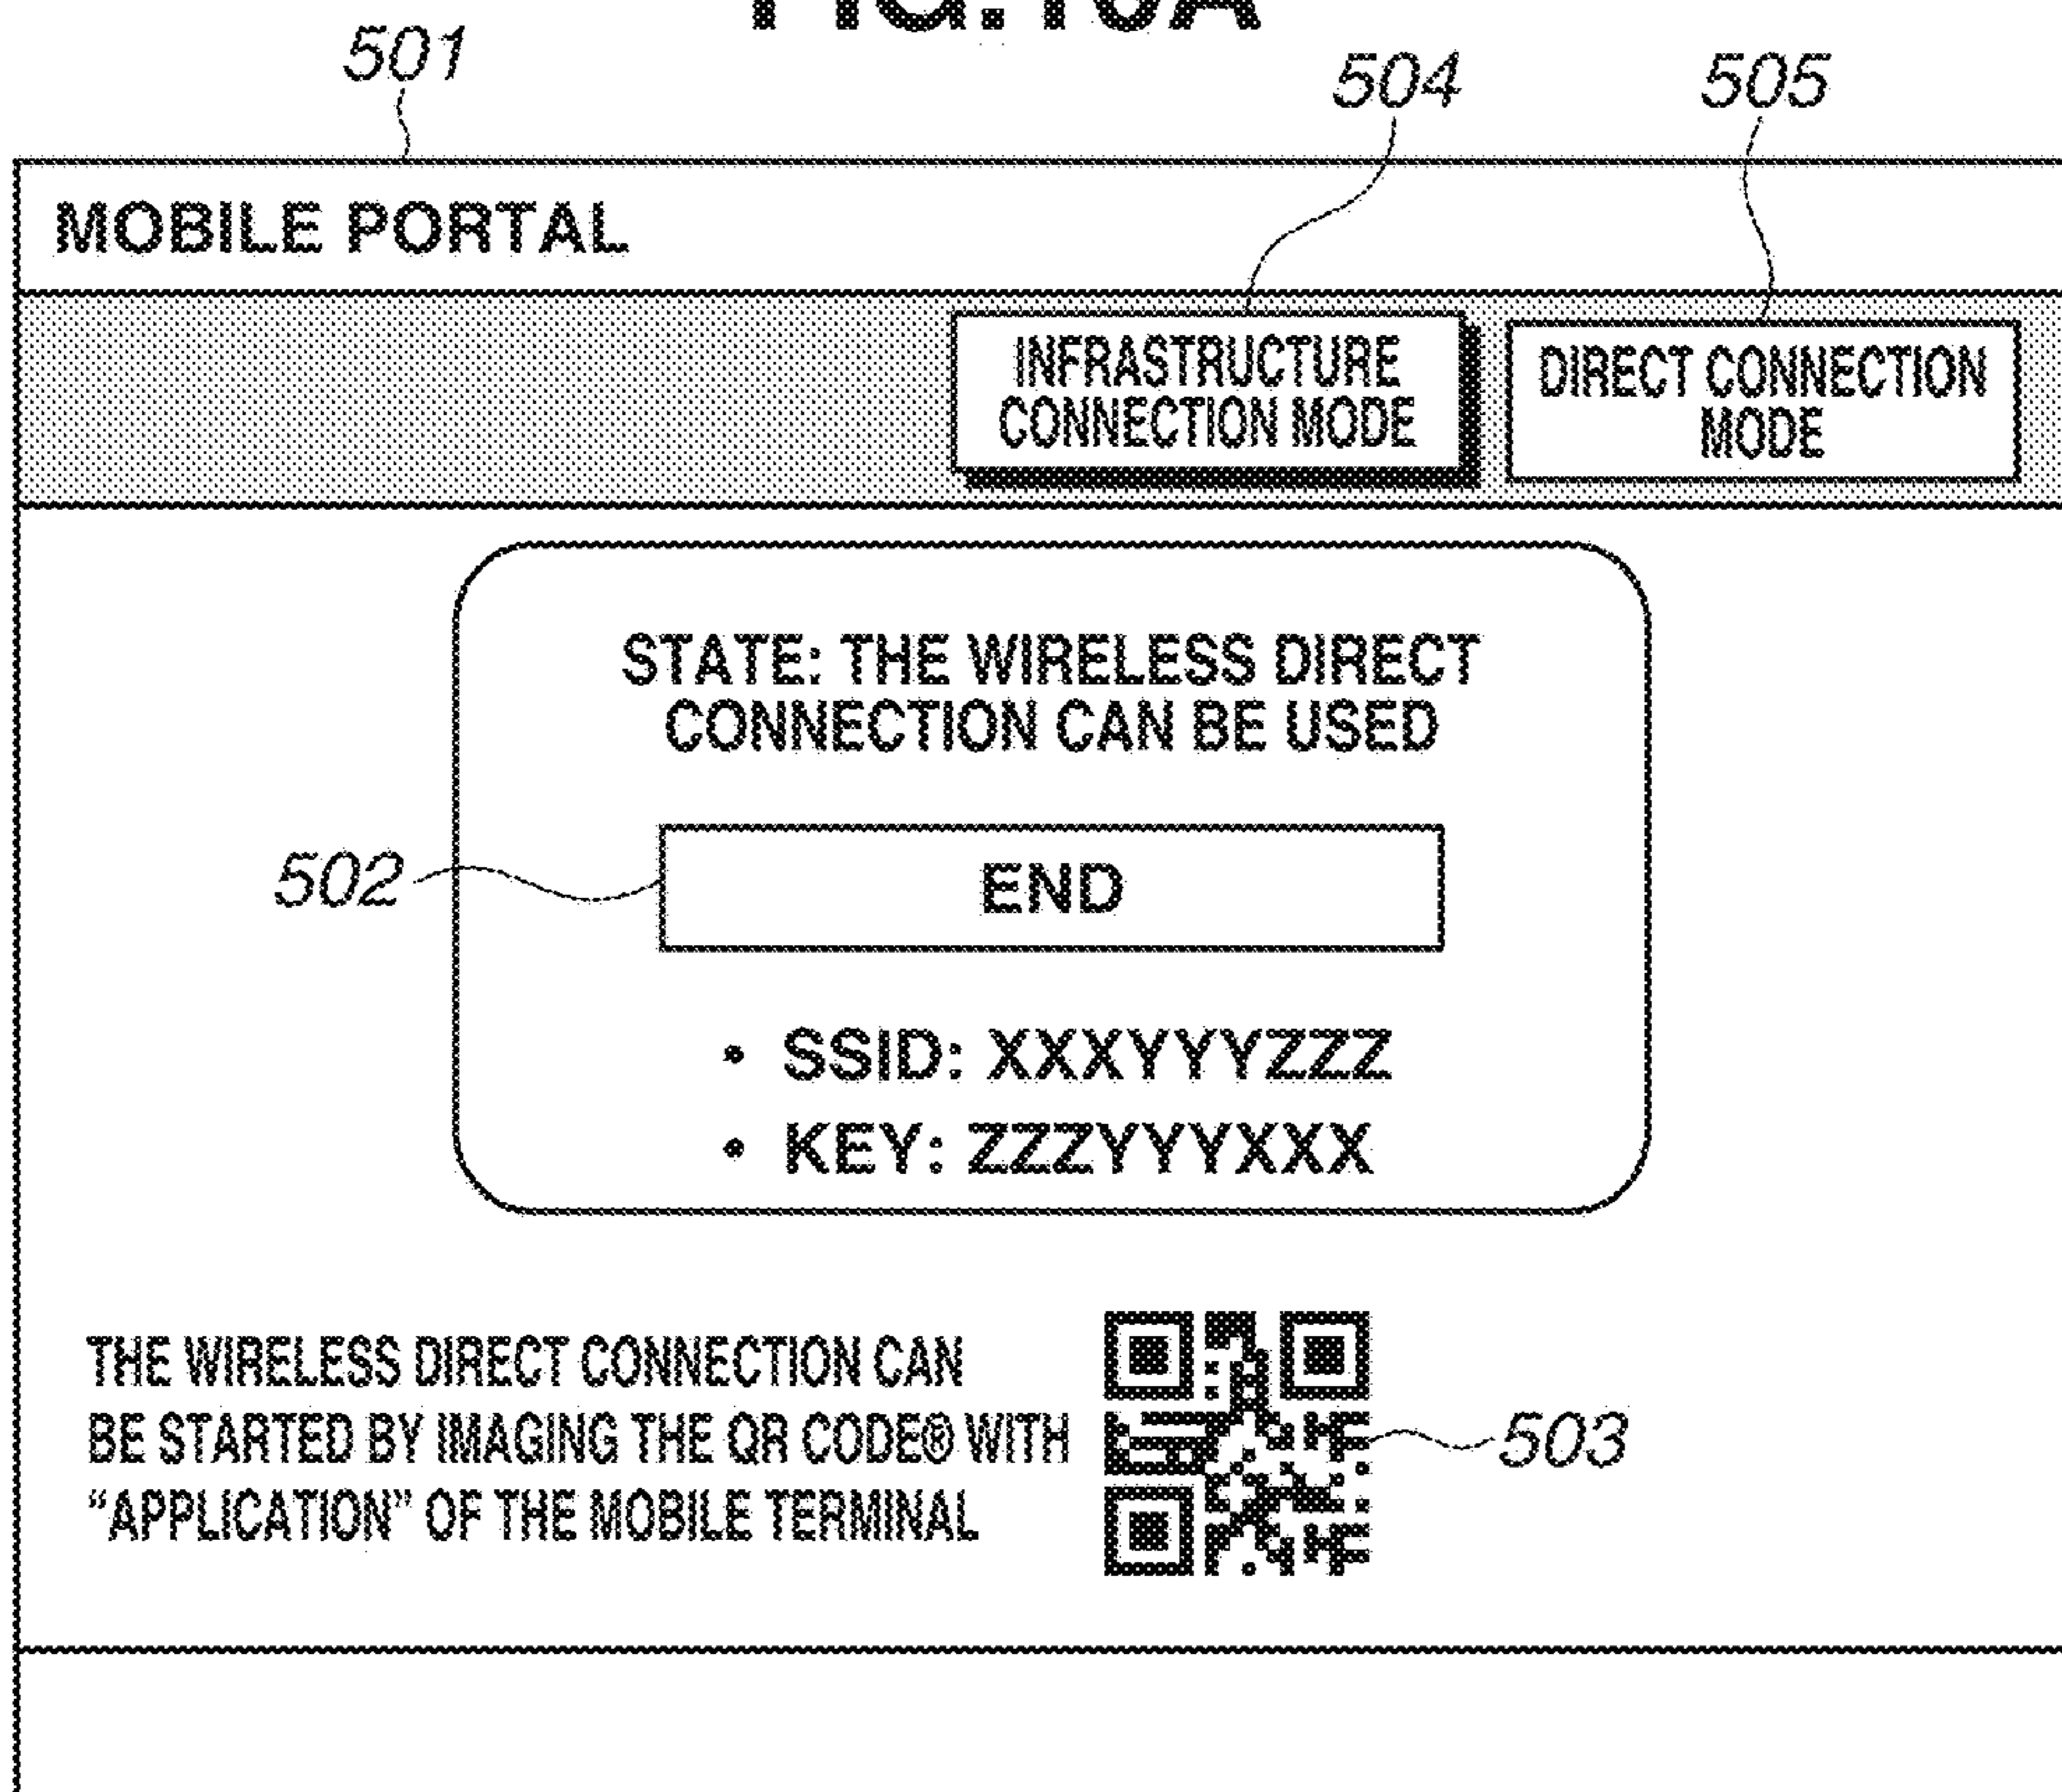 501
504
505
MOBILE PORTAL
INFRASTRUCTURE
CONNECTION MODE
DIRECT CONNECTION
MODE
STATE: THE WIRELESS DIRECT
CONNECTION CAN BE USED
502
END
• SSID: XXXYYYZZZ
• KEY: ZZZYYYXXX
THE WIRELESS DIRECT CONNECTION CAN
BE STARTED BY IMAGING THE QR CODE® WITH
“APPLICATION” OF THE MOBILE TERMINAL
503